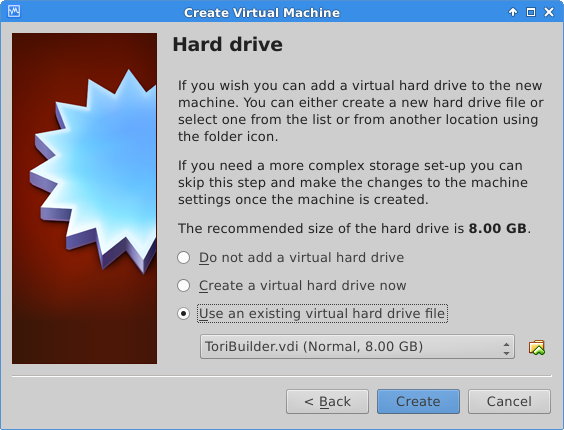 Create Virtual Machine
Hard drive
If you wish you can add a virtual hard drive to the new
machine. You can either create a new hard drive file or
select one from the list or from another location using
the folder icon.
If you need a more complex storage set-up you can
skip this step and make the changes to the machine
settings once the machine is created.
The recommended size of the hard drive is 8.00 GB.
Do not add a virtual hard drive
Create a virtual hard drive now
Use an existing virtual hard drive file
ToriBuilder.vdi (Normal, 8.00 GB)
< Back
Create
Cancel